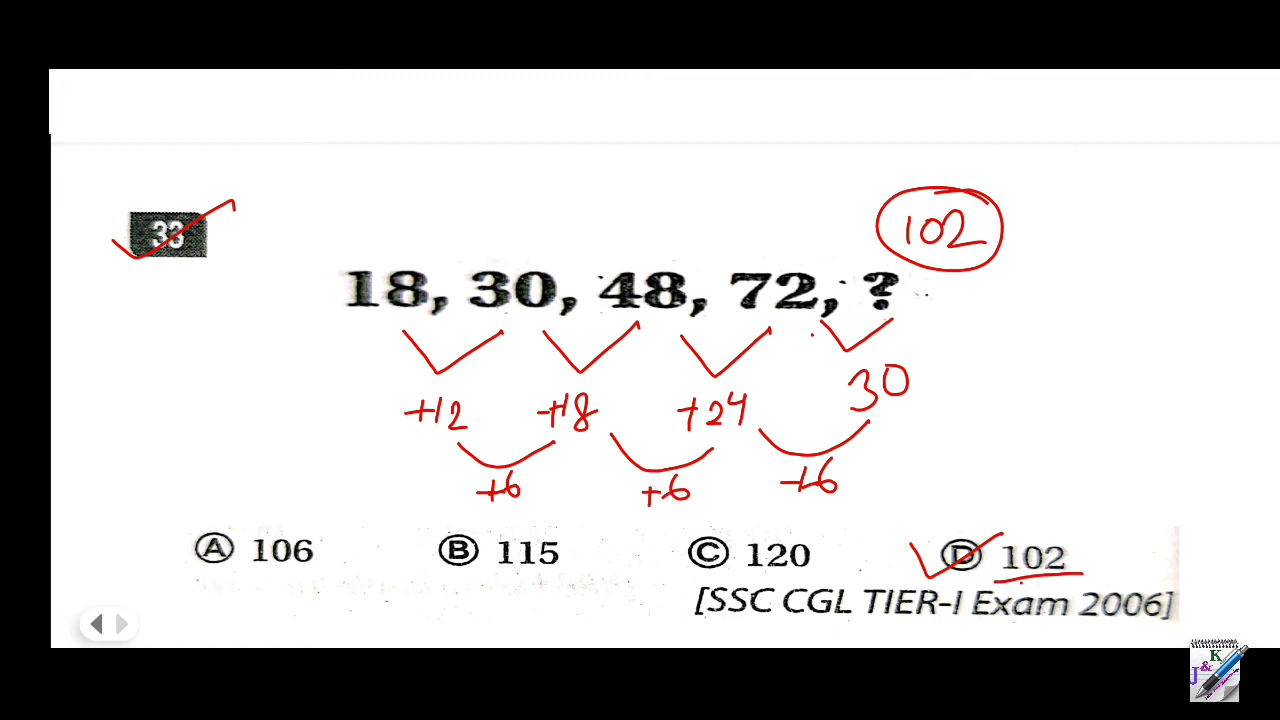 102
33
18, 30, 48, 72, ?
+12 +18 +24 30
+6 +6 +6
Ⓐ 106 Ⓑ 115 Ⓒ 120 Ⓓ 102
[SSC CGL TIER-I Exam 2006]
J&K